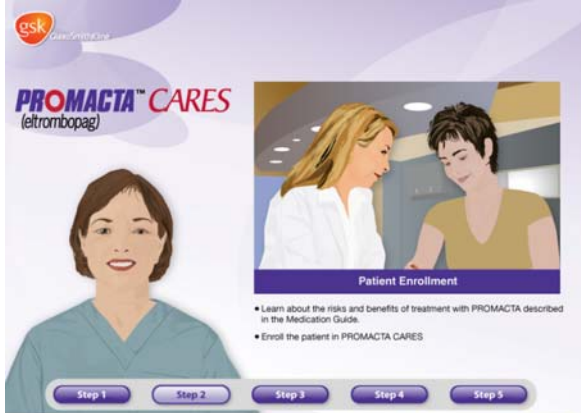 gsk
GlaxoSmithKline
PROMACTA™ CARES
(eltrombopag)
Patient Enrollment
• Learn about the risks and benefits of treatment with PROMACTA described
in the Medication Guide.
• Enroll the patient in PROMACTA CARES
Step 1
Step 2
Step 3
Step 4
Step 5